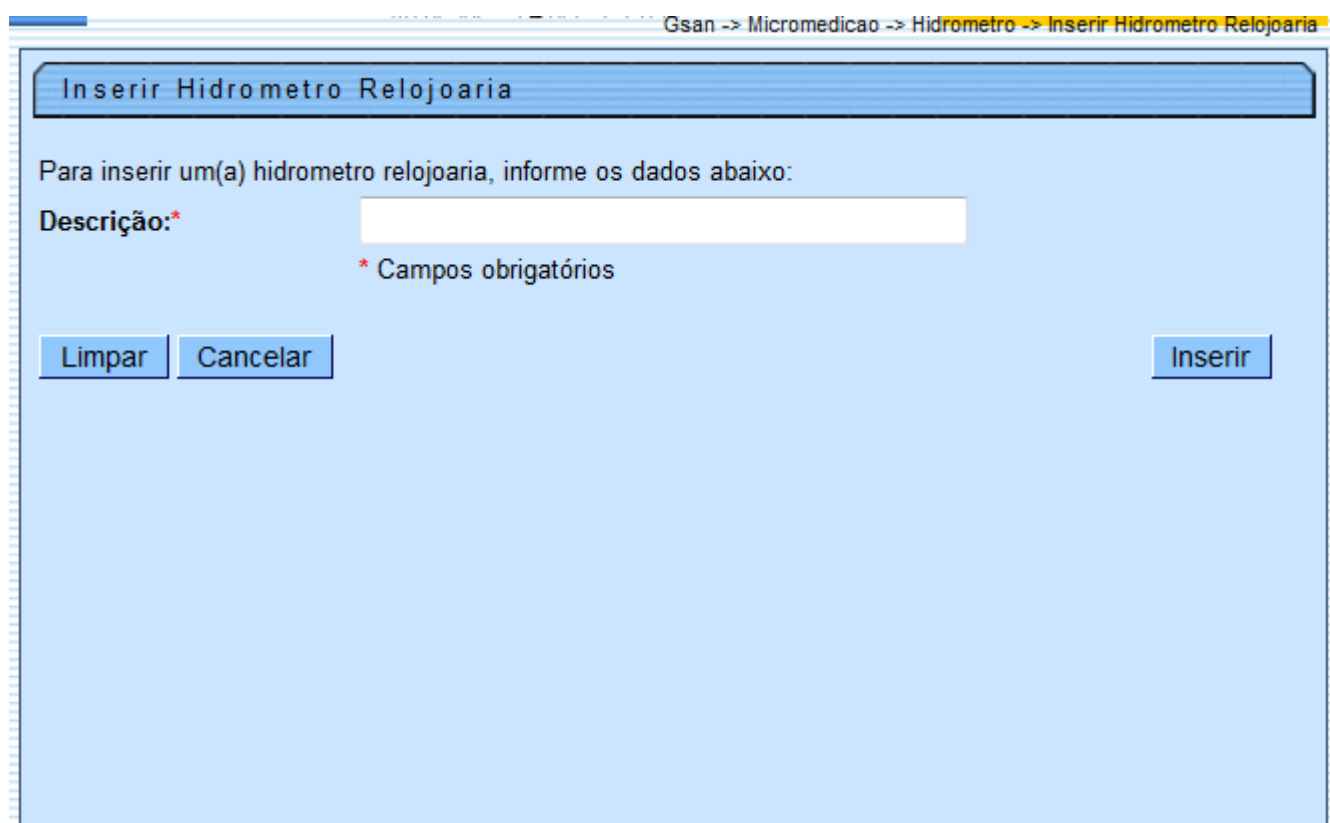 Gsan -> Micromedicao -> Hidrometro -> Inserir Hidrometro Relojoaria
Inserir Hidrometro Relojoaria
Para inserir um(a) hidrometro relojoaria, informe os dados abaixo:
Descrição:*
* Campos obrigatórios
Limpar Cancelar Inserir